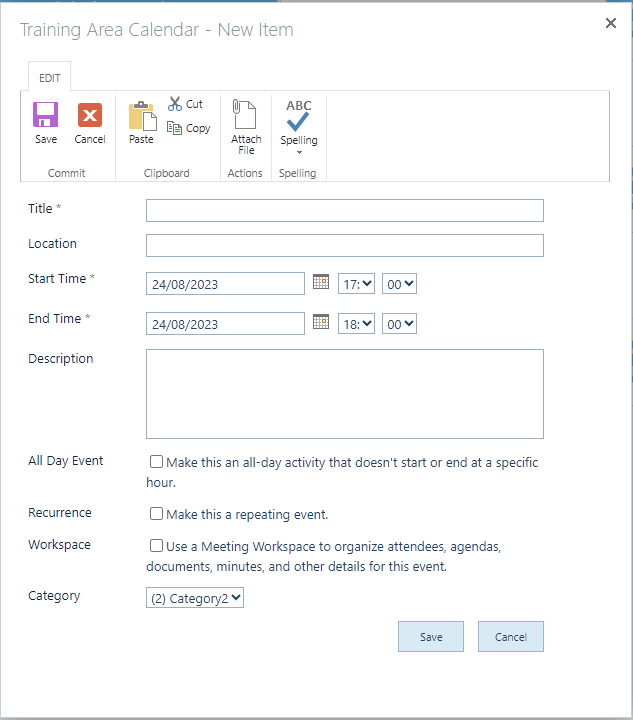 Training Area Calendar - New Item
EDIT
Save
Cancel
Paste
Cut
Copy
Attach
File
ABC
Spelling
Commit
Clipboard
Actions
Spelling
Title *
Location
Start Time *
24/08/2023
17:
00
End Time *
24/08/2023
18:
00
Description
All Day Event
Make this an all-day activity that doesn't start or end at a specific
hour.
Recurrence
Make this a repeating event.
Workspace
Use a Meeting Workspace to organize attendees, agendas,
documents, minutes, and other details for this event.
Category
(2) Category2
Save
Cancel